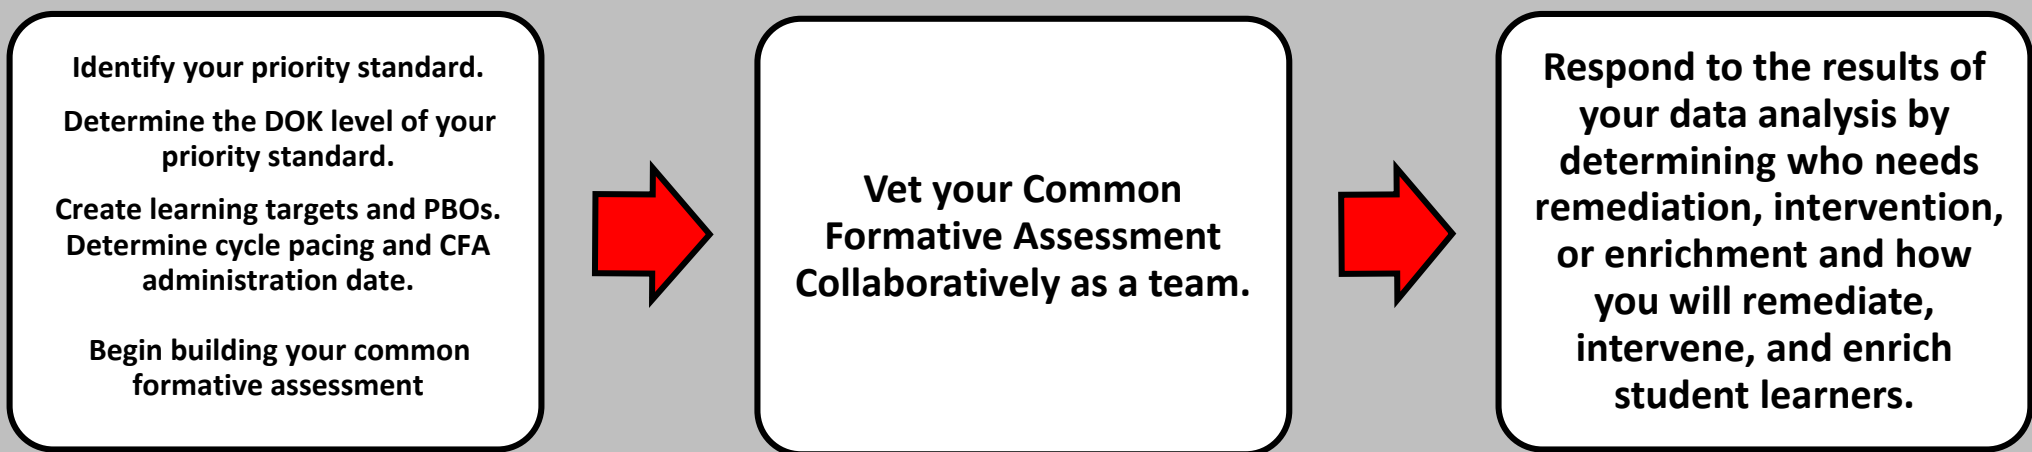 Identify your priority standard.
Determine the DOK level of your
priority standard.
Create learning targets and PBOs.
Determine cycle pacing and CFA
administration date.
Begin building your common
formative assessment
Vet your Common
Formative Assessment
Collaboratively as a team.
Respond to the results of
your data analysis by
determining who needs
remediation, intervention,
or enrichment and how
you will remediate,
intervene, and enrich
student learners.